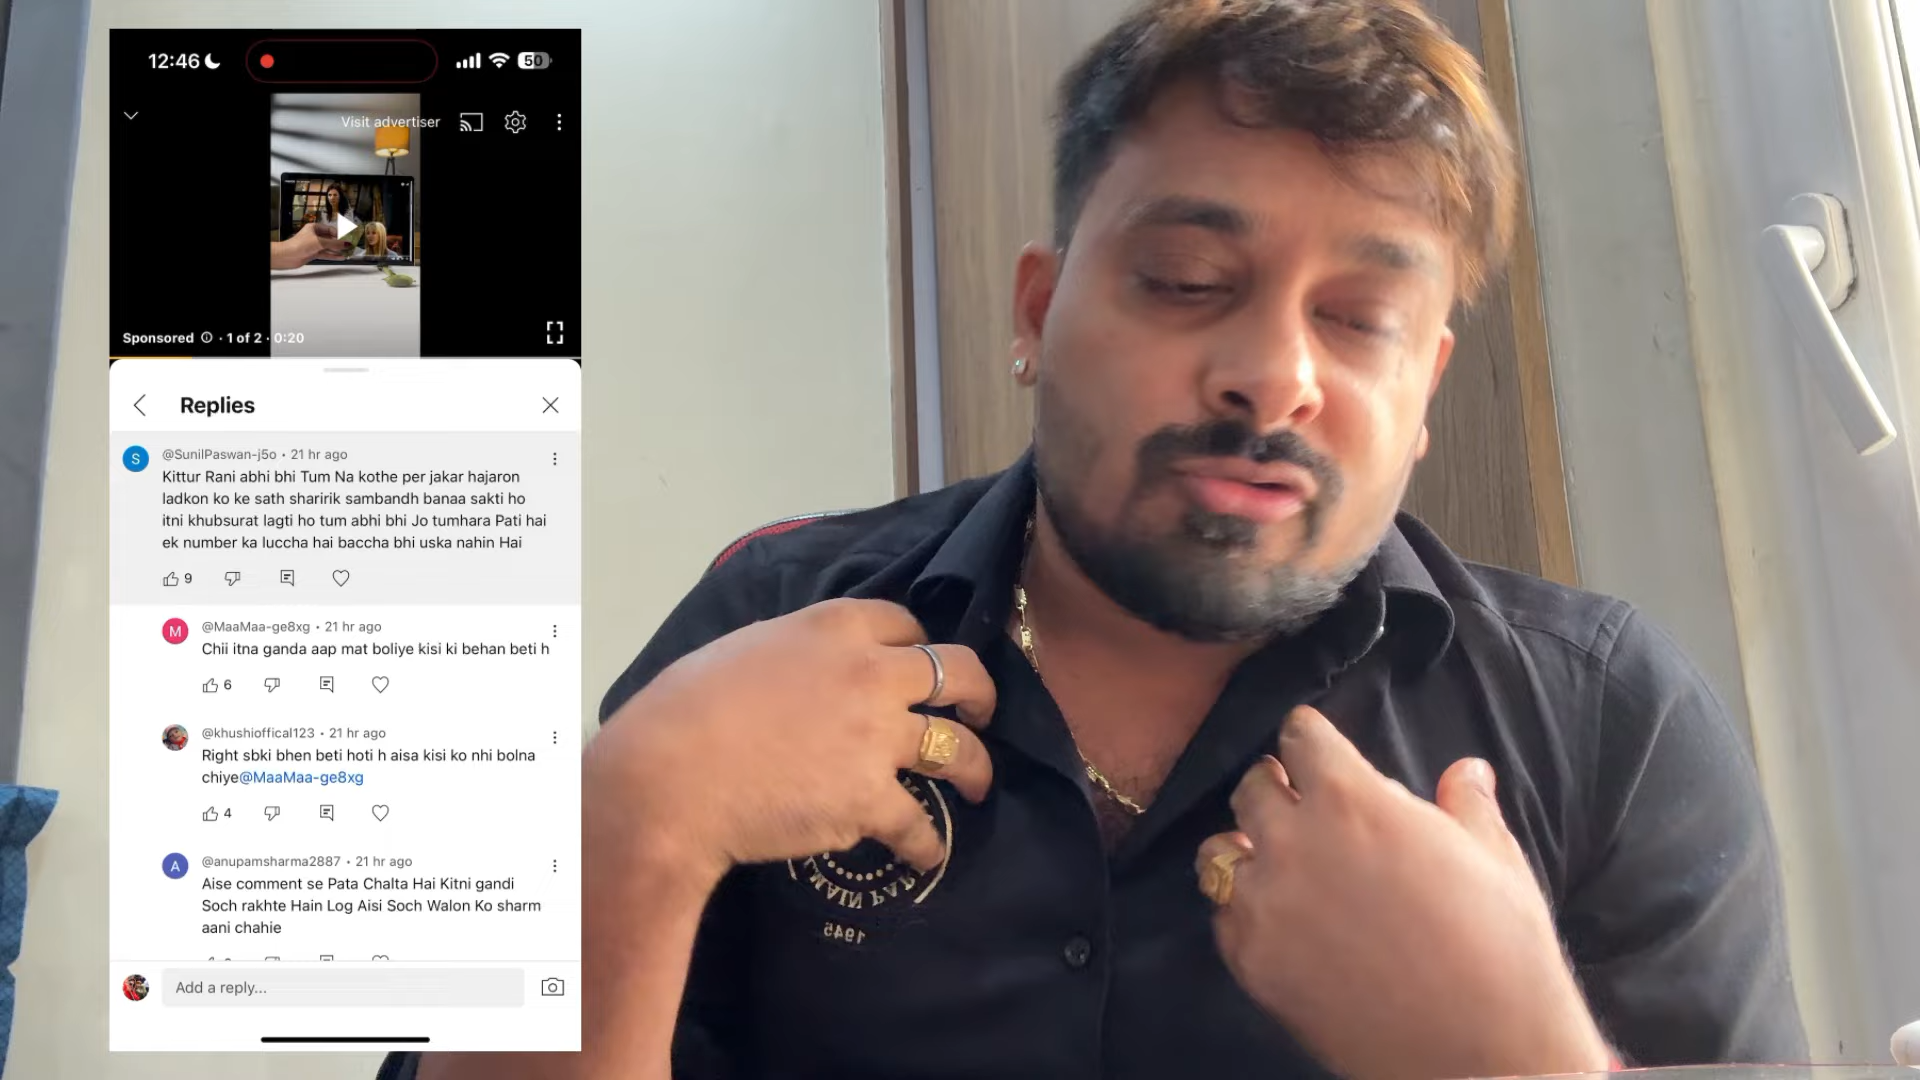 12:46
50
Visit advertiser
Sponsored · 1 of 2 · 0:20
Replies
S
@SunilPaswan-j5o • 21 hr ago
Kittur Rani abhi bhi Tum Na kothe per jakar hajaron
ladkon ko ke sath sharirik sambandh banaa sakti ho
itni khubsurat lagti ho tum abhi bhi Jo tumhara Pati hai
ek number ka luccha hai baccha bhi uska nahin Hai
9
M
@MaaMaa-ge8xg • 21 hr ago
Chii itna ganda aap mat boliye kisi ki behan beti h
6
@khushioffical123 • 21 hr ago
Right sbki bhen beti hoti h aisa kisi ko nhi bolna
chiye@MaaMaa-ge8xg
4
A
@anupamsharma2887 • 21 hr ago
Aise comment se Pata Chalta Hai Kitni gandi
Soch rakhte Hain Log Aisi Soch Walon Ko sharm
aani chahie
Add a reply...
1945